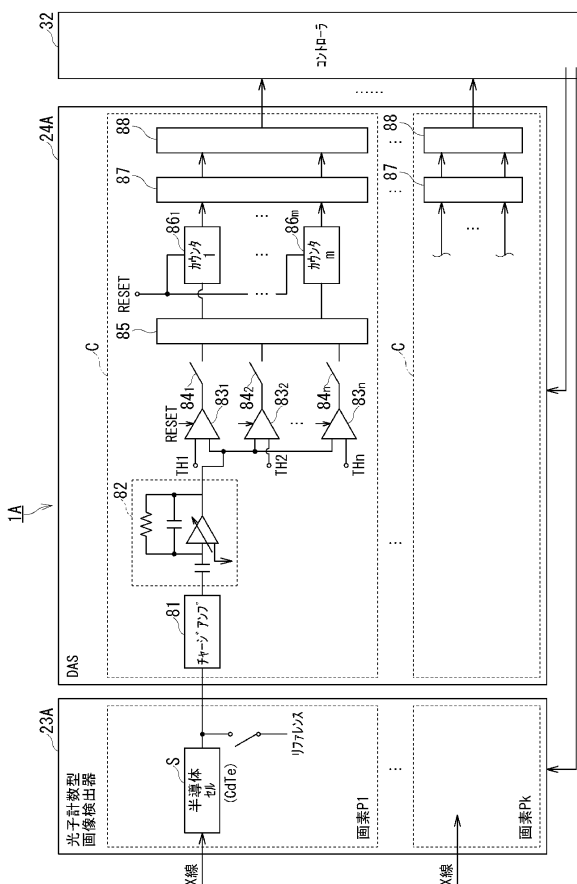 1A
23A
光子計数型
画像検出器
X線
S
半導体
セル
(CdTe)
リファレンス
画素P1
...
X線
画素Pk
24A
DAS
C
81
チャージアンプ
82
TH1
TH2
THn
RESET
83₁
83₂
83n
...
84₁
84₂
84n
85
RESET
86₁
カウンタ
1
...
86m
カウンタ
m
87
...
88
C
...
87
...
88
32
コントローラ
......